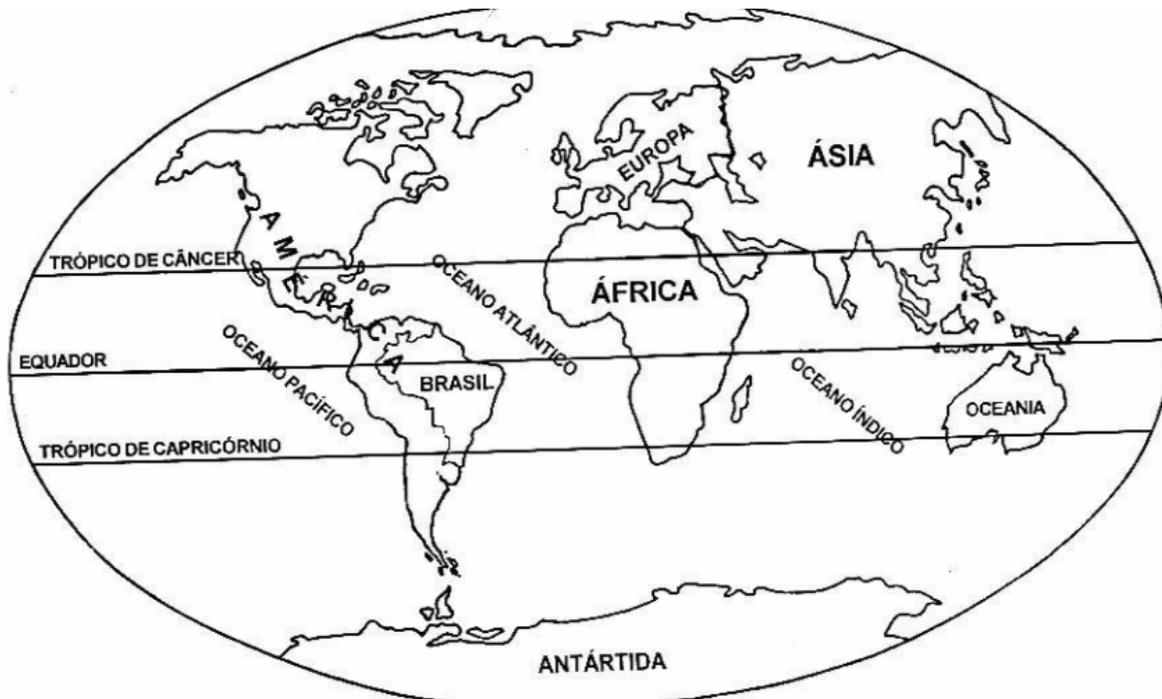 EUROPA
ÁSIA
AMÉRICA
TRÓPICO DE CÂNCER
OCEANO ATLÂNTICO
ÁFRICA
OCEANO PACÍFICO
EQUADOR
BRASIL
OCEANO ÍNDICO
OCEANIA
TRÓPICO DE CAPRICÓRNIO
ANTÁRTIDA